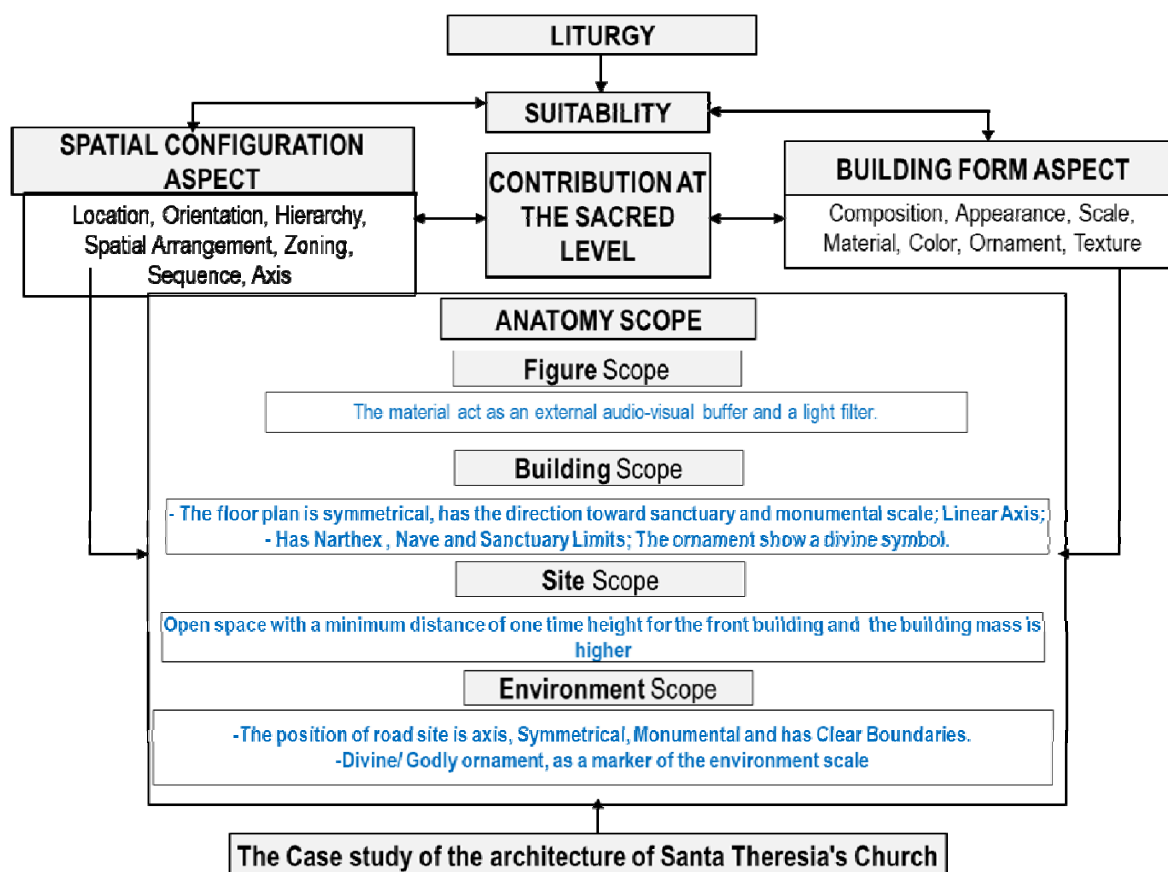 LITURGY
SUITABILITY
SPATIAL CONFIGURATION
ASPECT
Location, Orientation, Hierarchy,
Spatial Arrangement, Zoning,
Sequence, Axis
CONTRIBUTION AT
THE SACRED
LEVEL
BUILDING FORM ASPECT
Composition, Appearance, Scale,
Material, Color, Ornament, Texture
ANATOMY SCOPE
Figure Scope
The material act as an external audio-visual buffer and a light filter.
Building Scope
- The floor plan is symmetrical, has the direction toward sanctuary and monumental scale; Linear Axis;
- Has Narthex , Nave and Sanctuary Limits; The ornament show a divine symbol.
Site Scope
Open space with a minimum distance of one time height for the front building and the building mass is
higher
Environment Scope
-The position of road site is axis, Symmetrical, Monumental and has Clear Boundaries.
-Divine/ Godly ornament, as a marker of the environment scale
The Case study of the architecture of Santa Theresia's Church